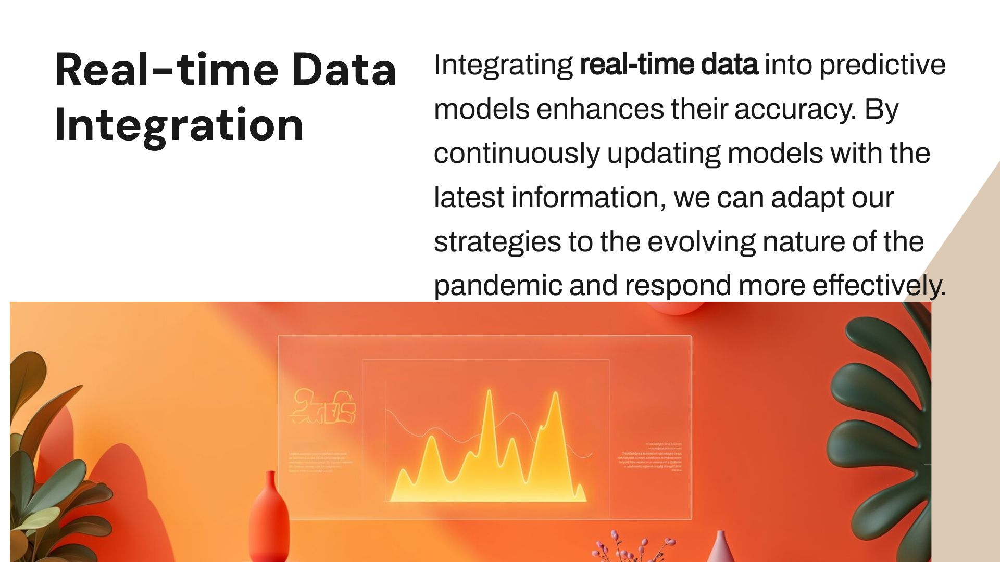 Real-time Data
Integration
Integrating real-time data into predictive
models enhances their accuracy. By
continuously updating models with the
latest information, we can adapt our
strategies to the evolving nature of the
pandemic and respond more effectively.